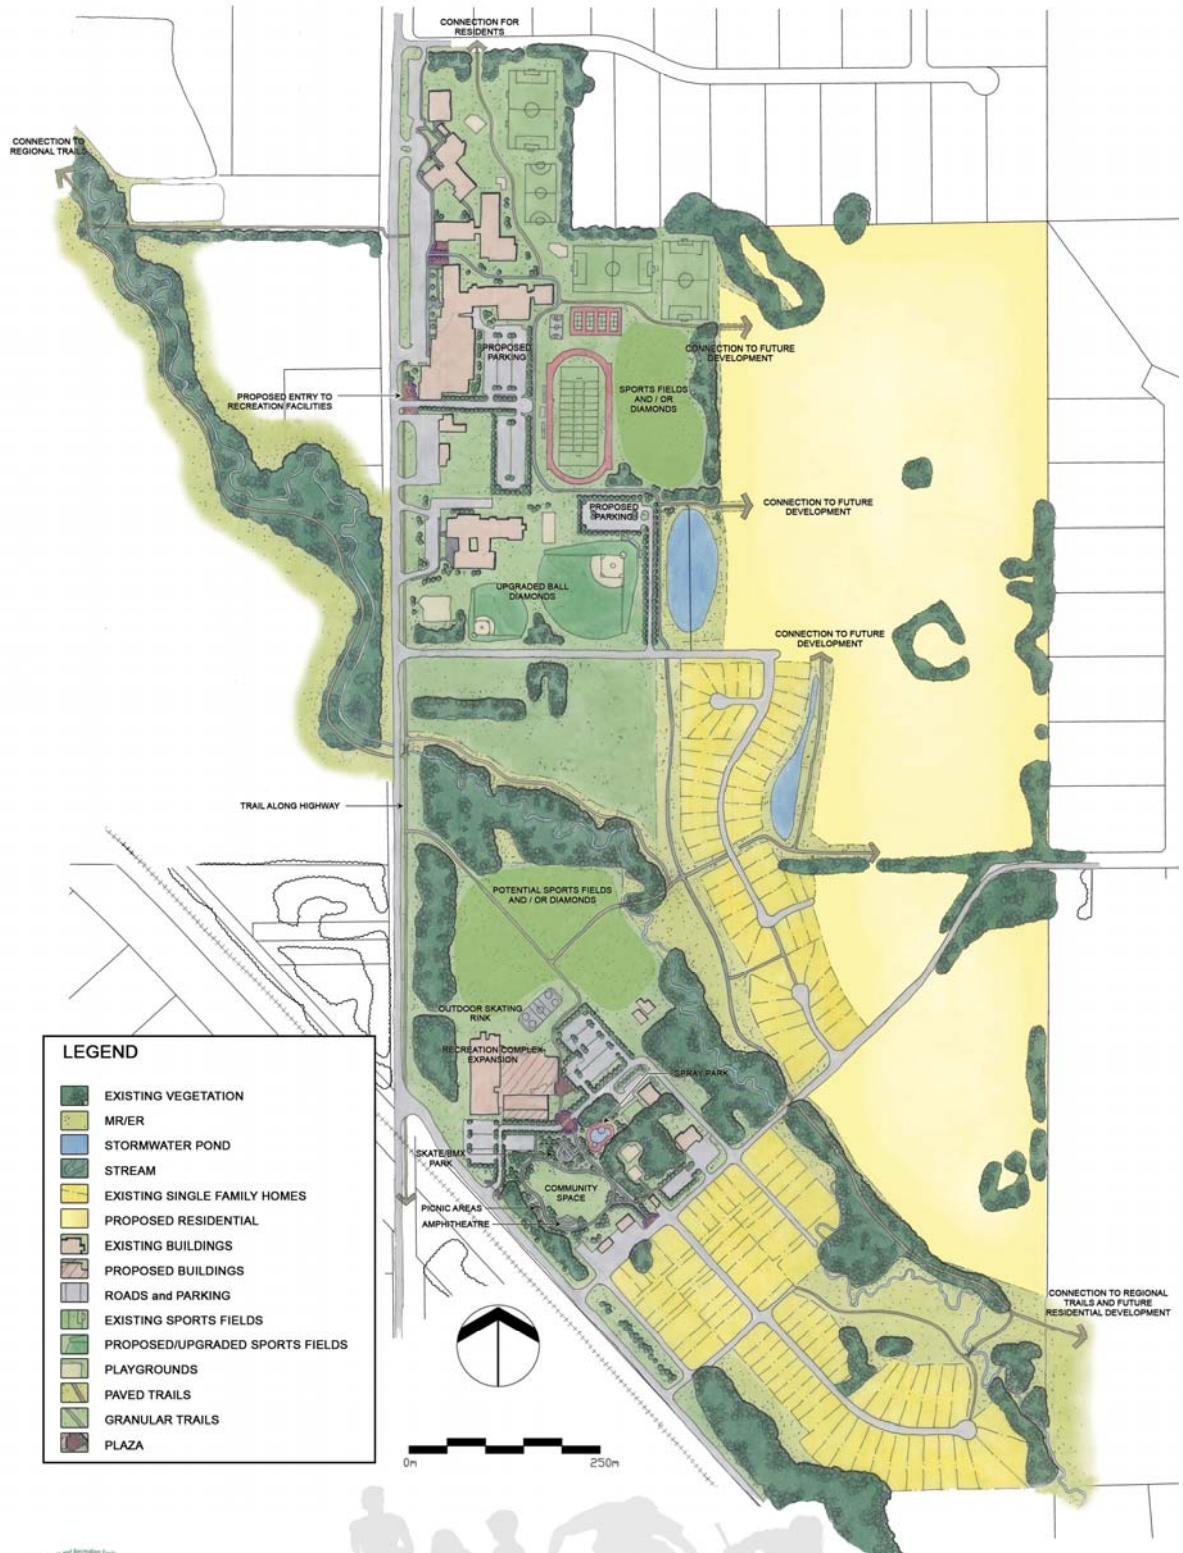 CONNECTION FOR
RESIDENTS
CONNECTION TO
REGIONAL TRAILS
PROPOSED
PARKING
CONNECTION TO FUTURE
DEVELOPMENT
PROPOSED ENTRY TO
RECREATION FACILITIES
SPORTS FIELDS
AND / OR
DIAMONDS
PROPOSED
PARKING
CONNECTION TO FUTURE
DEVELOPMENT
UPGRADED BALL
DIAMONDS
CONNECTION TO FUTURE
DEVELOPMENT
TRAIL ALONG HIGHWAY
POTENTIAL SPORTS FIELDS
AND / OR DIAMONDS
OUTDOOR SKATING
RINK
RECREATION COMPLEX
EXPANSION
SPRAY PARK
SKATE/BMX
PARK
COMMUNITY
SPACE
PICNIC AREAS
AMPHITHEATRE
CONNECTION TO REGIONAL
TRAILS AND FUTURE
RESIDENTIAL DEVELOPMENT
LEGEND
EXISTING VEGETATION
MR/ER
STORMWATER POND
STREAM
EXISTING SINGLE FAMILY HOMES
PROPOSED RESIDENTIAL
EXISTING BUILDINGS
PROPOSED BUILDINGS
ROADS and PARKING
EXISTING SPORTS FIELDS
PROPOSED/UPGRADED SPORTS FIELDS
PLAYGROUNDS
PAVED TRAILS
GRANULAR TRAILS
PLAZA
0m 250m